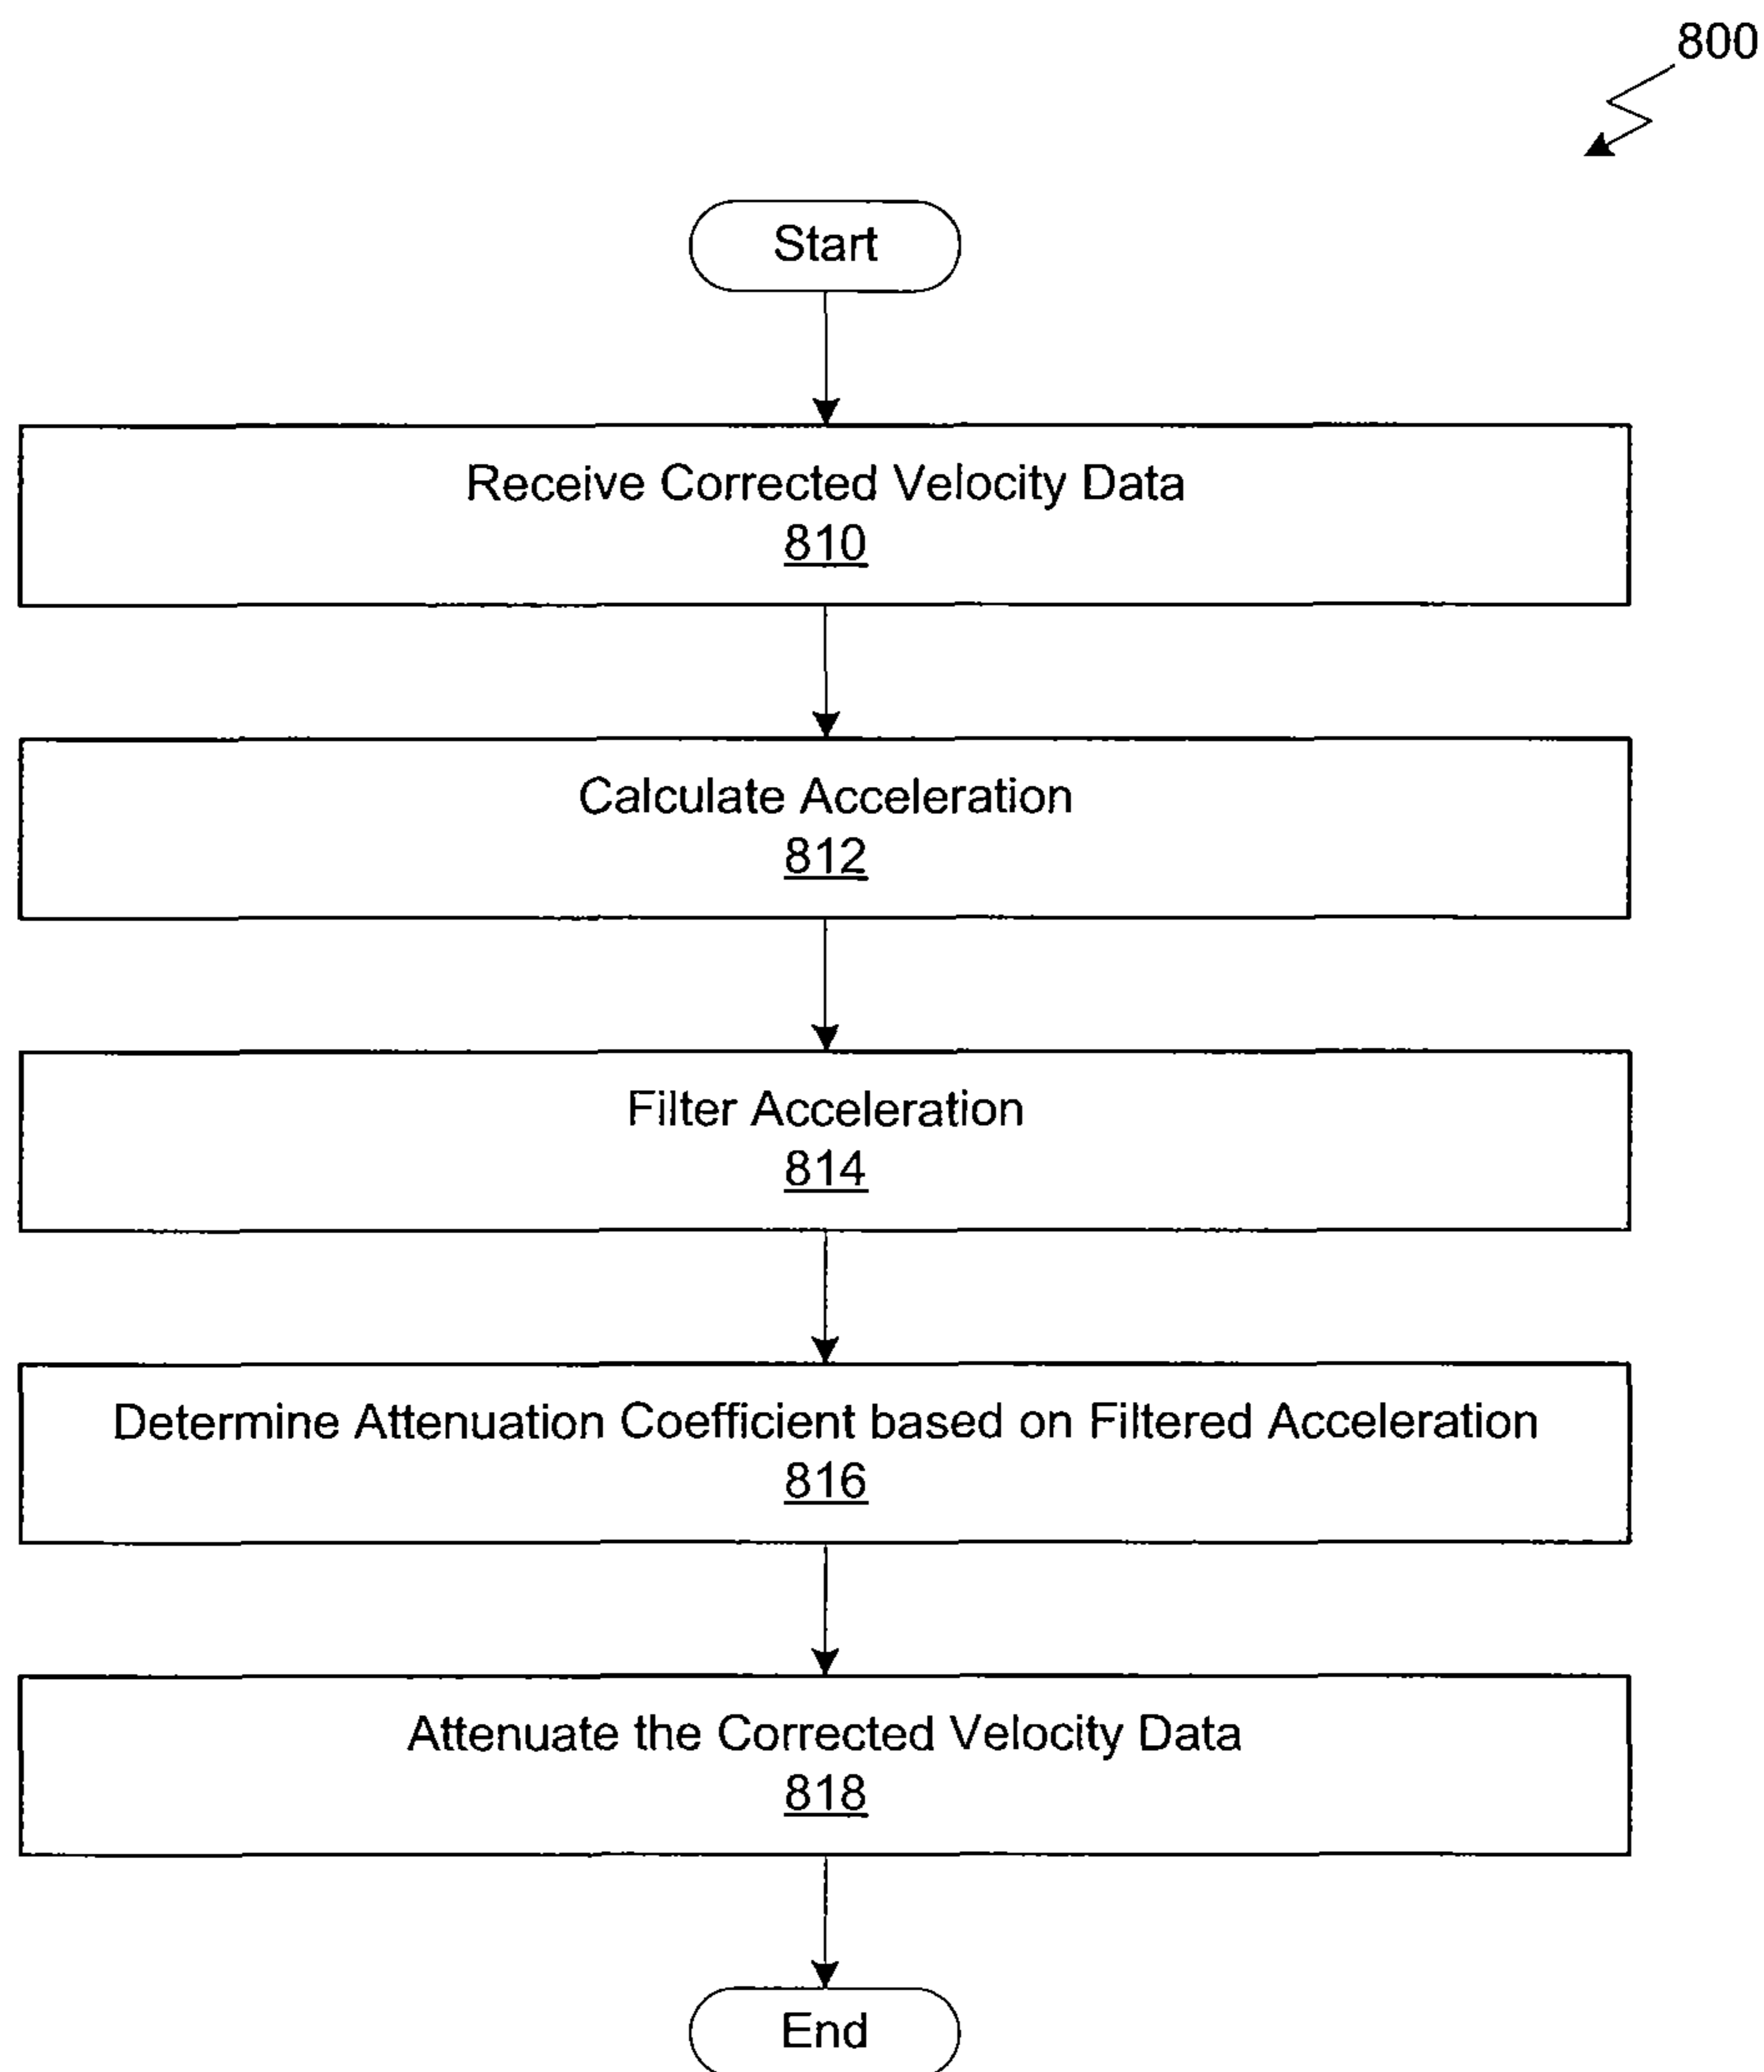 800
Start
Receive Corrected Velocity Data
810
Calculate Acceleration
812
Filter Acceleration
814
Determine Attenuation Coefficient based on Filtered Acceleration
816
Attenuate the Corrected Velocity Data
818
End